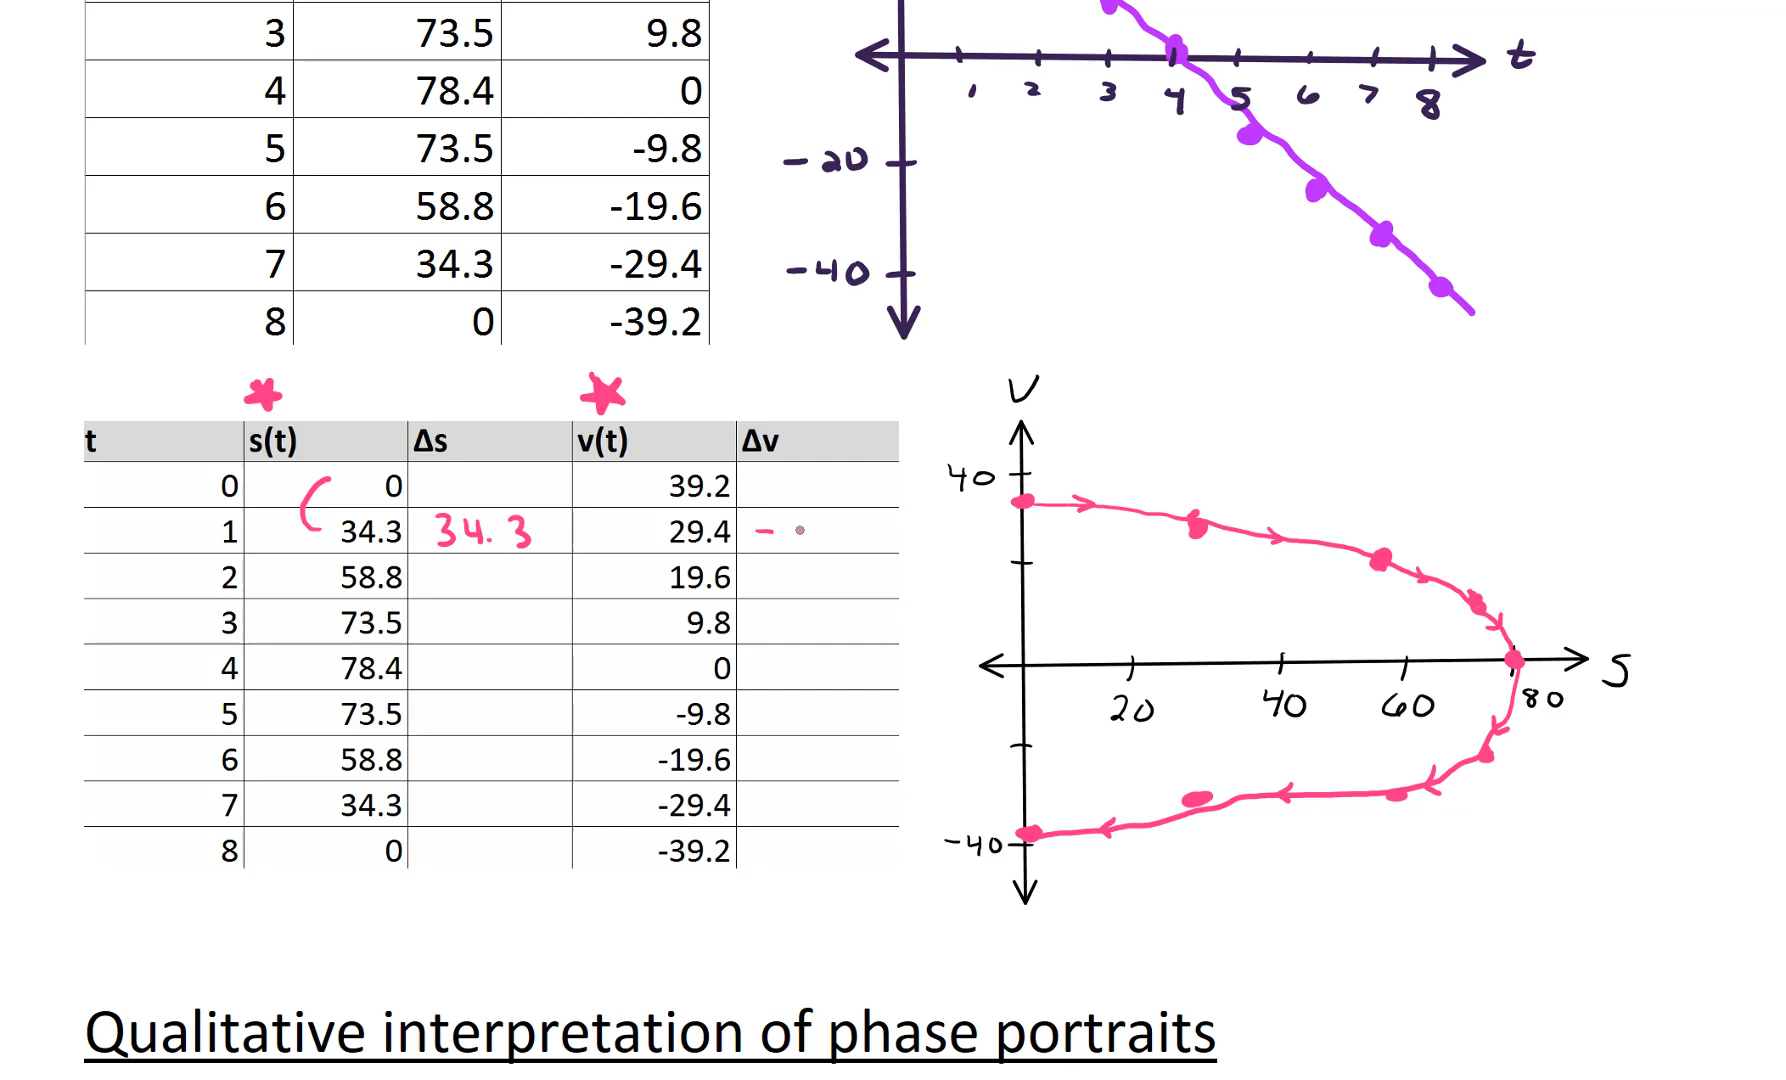 3 73.5 9.8
4 78.4 0
5 73.5 -9.8
6 58.8 -19.6
7 34.3 -29.4
8 0 -39.2
t
1 2 3 4 5 6 7 8
-20
-40
t s(t) Δs v(t) Δv
0 0 39.2
1 34.3 34.3 29.4 -
2 58.8 19.6
3 73.5 9.8
4 78.4 0
5 73.5 -9.8
6 58.8 -19.6
7 34.3 -29.4
8 0 -39.2
V
40
S
20 40 60 80
-40
Qualitative interpretation of phase portraits